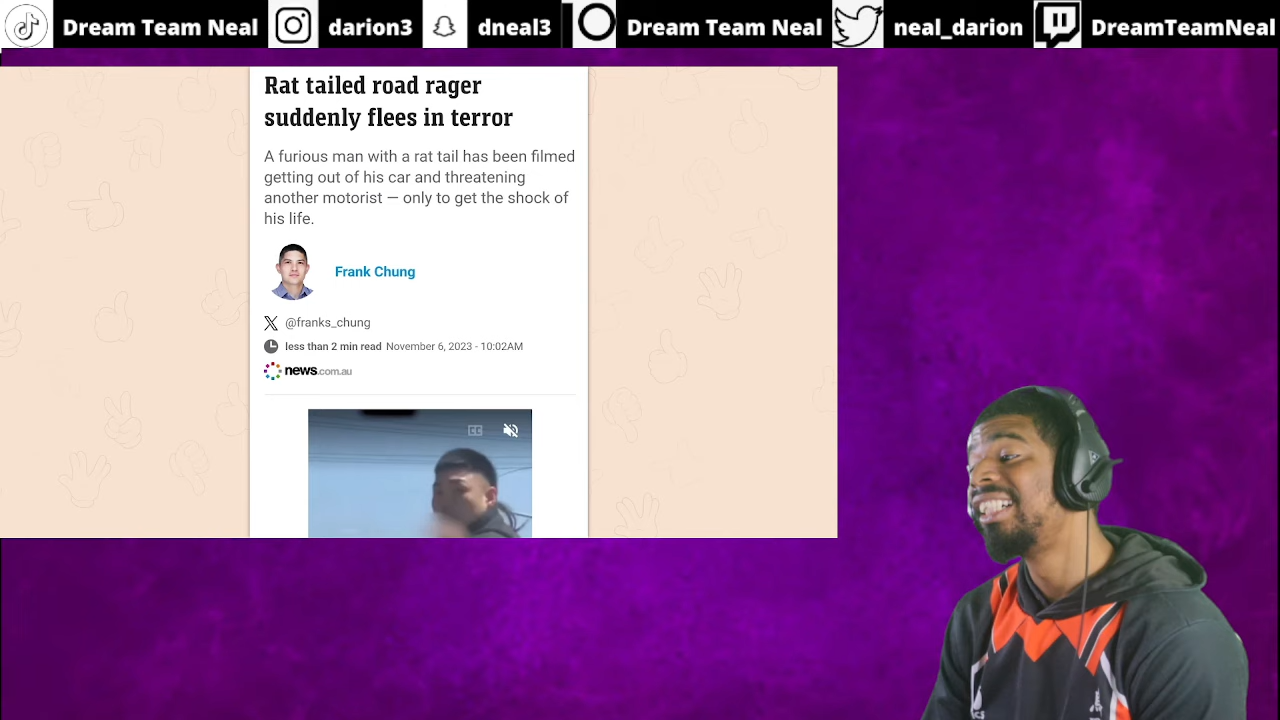 Dream Team Neal
darion3
dneal3
Dream Team Neal
neal_darion
DreamTeamNeal
Rat tailed road rager
suddenly flees in terror
A furious man with a rat tail has been filmed
getting out of his car and threatening
another motorist — only to get the shock of
his life.
Frank Chung
@franks_chung
less than 2 min read November 6, 2023 - 10:02AM
news.com.au
CC